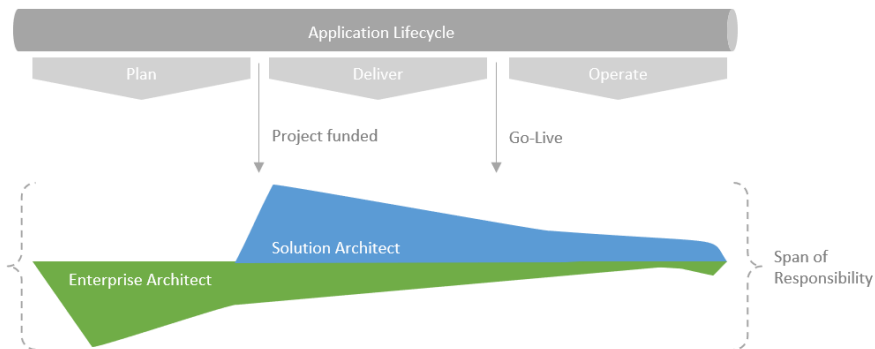 Application Lifecycle
Plan
Deliver
Operate
Project funded
Go-Live
Solution Architect
Enterprise Architect
Span of
Responsibility